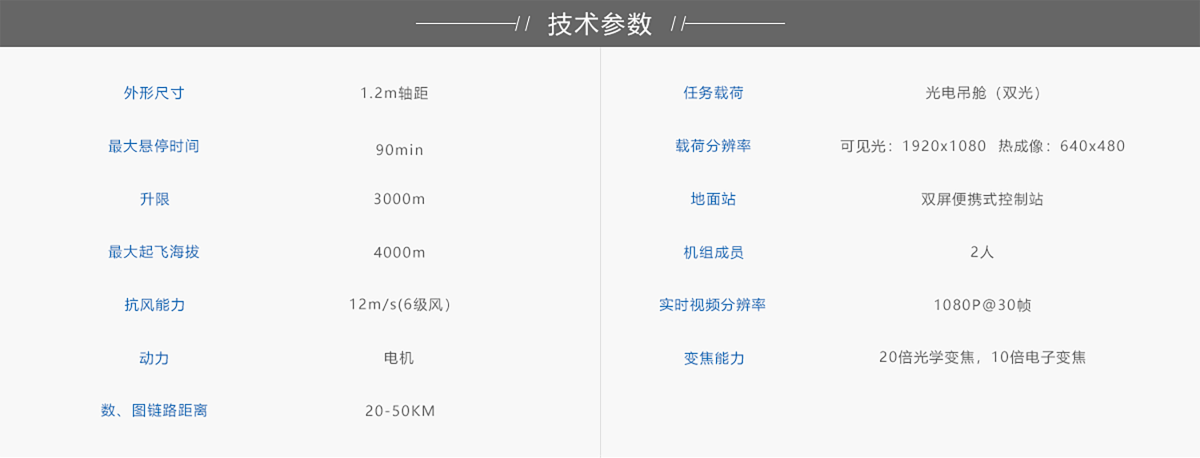 // 技术参数 //
外形尺寸 1.2m轴距
最大悬停时间 90min
升限 3000m
最大起飞海拔 4000m
抗风能力 12m/s(6级风）
动力 电机
数、图链路距离 20-50KM
任务载荷 光电吊舱（双光）
载荷分辨率 可见光：1920x1080 热成像：640x480
地面站 双屏便携式控制站
机组成员 2人
实时视频分辨率 1080P@30帧
变焦能力 20倍光学变焦，10倍电子变焦